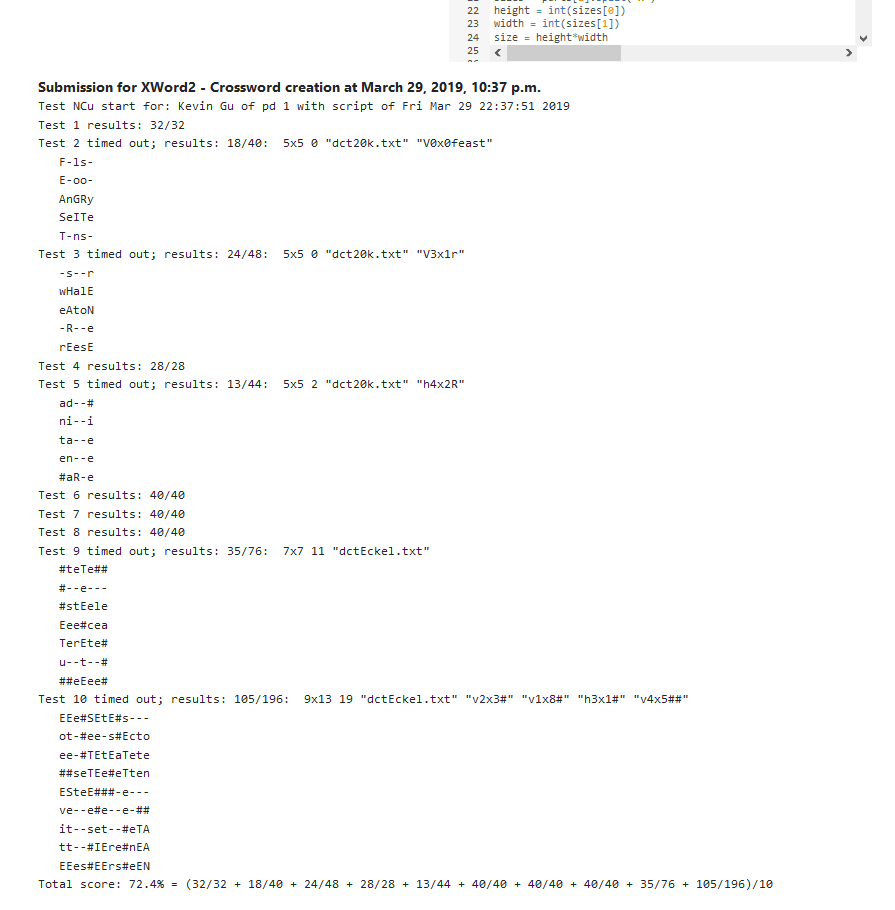 22 height = int(sizes[0])
23 width = int(sizes[1])
24 size = height*width
25
Submission for XWord2 - Crossword creation at March 29, 2019, 10:37 p.m.
Test NCu start for: Kevin Gu of pd 1 with script of Fri Mar 29 22:37:51 2019
Test 1 results: 32/32
Test 2 timed out; results: 18/40:  5x5 0 "dct20k.txt" "V0x0feast"
F-ls-
E-oo-
AnGRy
SeITe
T-ns-
Test 3 timed out; results: 24/48:  5x5 0 "dct20k.txt" "V3x1r"
-s--r
wHalE
eAtoN
-R--e
rEesE
Test 4 results: 28/28
Test 5 timed out; results: 13/44:  5x5 2 "dct20k.txt" "h4x2R"
ad--#
ni--i
ta--e
en--e
#aR-e
Test 6 results: 40/40
Test 7 results: 40/40
Test 8 results: 40/40
Test 9 timed out; results: 35/76:  7x7 11 "dctEckel.txt"
#teTe##
#--e---
#stEele
Eee#cea
TerEte#
u--t--#
##eEee#
Test 10 timed out; results: 105/196:  9x13 19 "dctEckel.txt" "v2x3#" "v1x8#" "h3x1#" "v4x5##"
EEe#SEtE#s---
ot-#ee-s#Ecto
ee-#TEtEaTete
##seTEe#eTten
ESteE###-e---
ve--e#e--e-##
it--set--#eTA
tt--#IEre#nEA
EEes#EErs#eEN
Total score: 72.4% = (32/32 + 18/40 + 24/48 + 28/28 + 13/44 + 40/40 + 40/40 + 40/40 + 35/76 + 105/196)/10